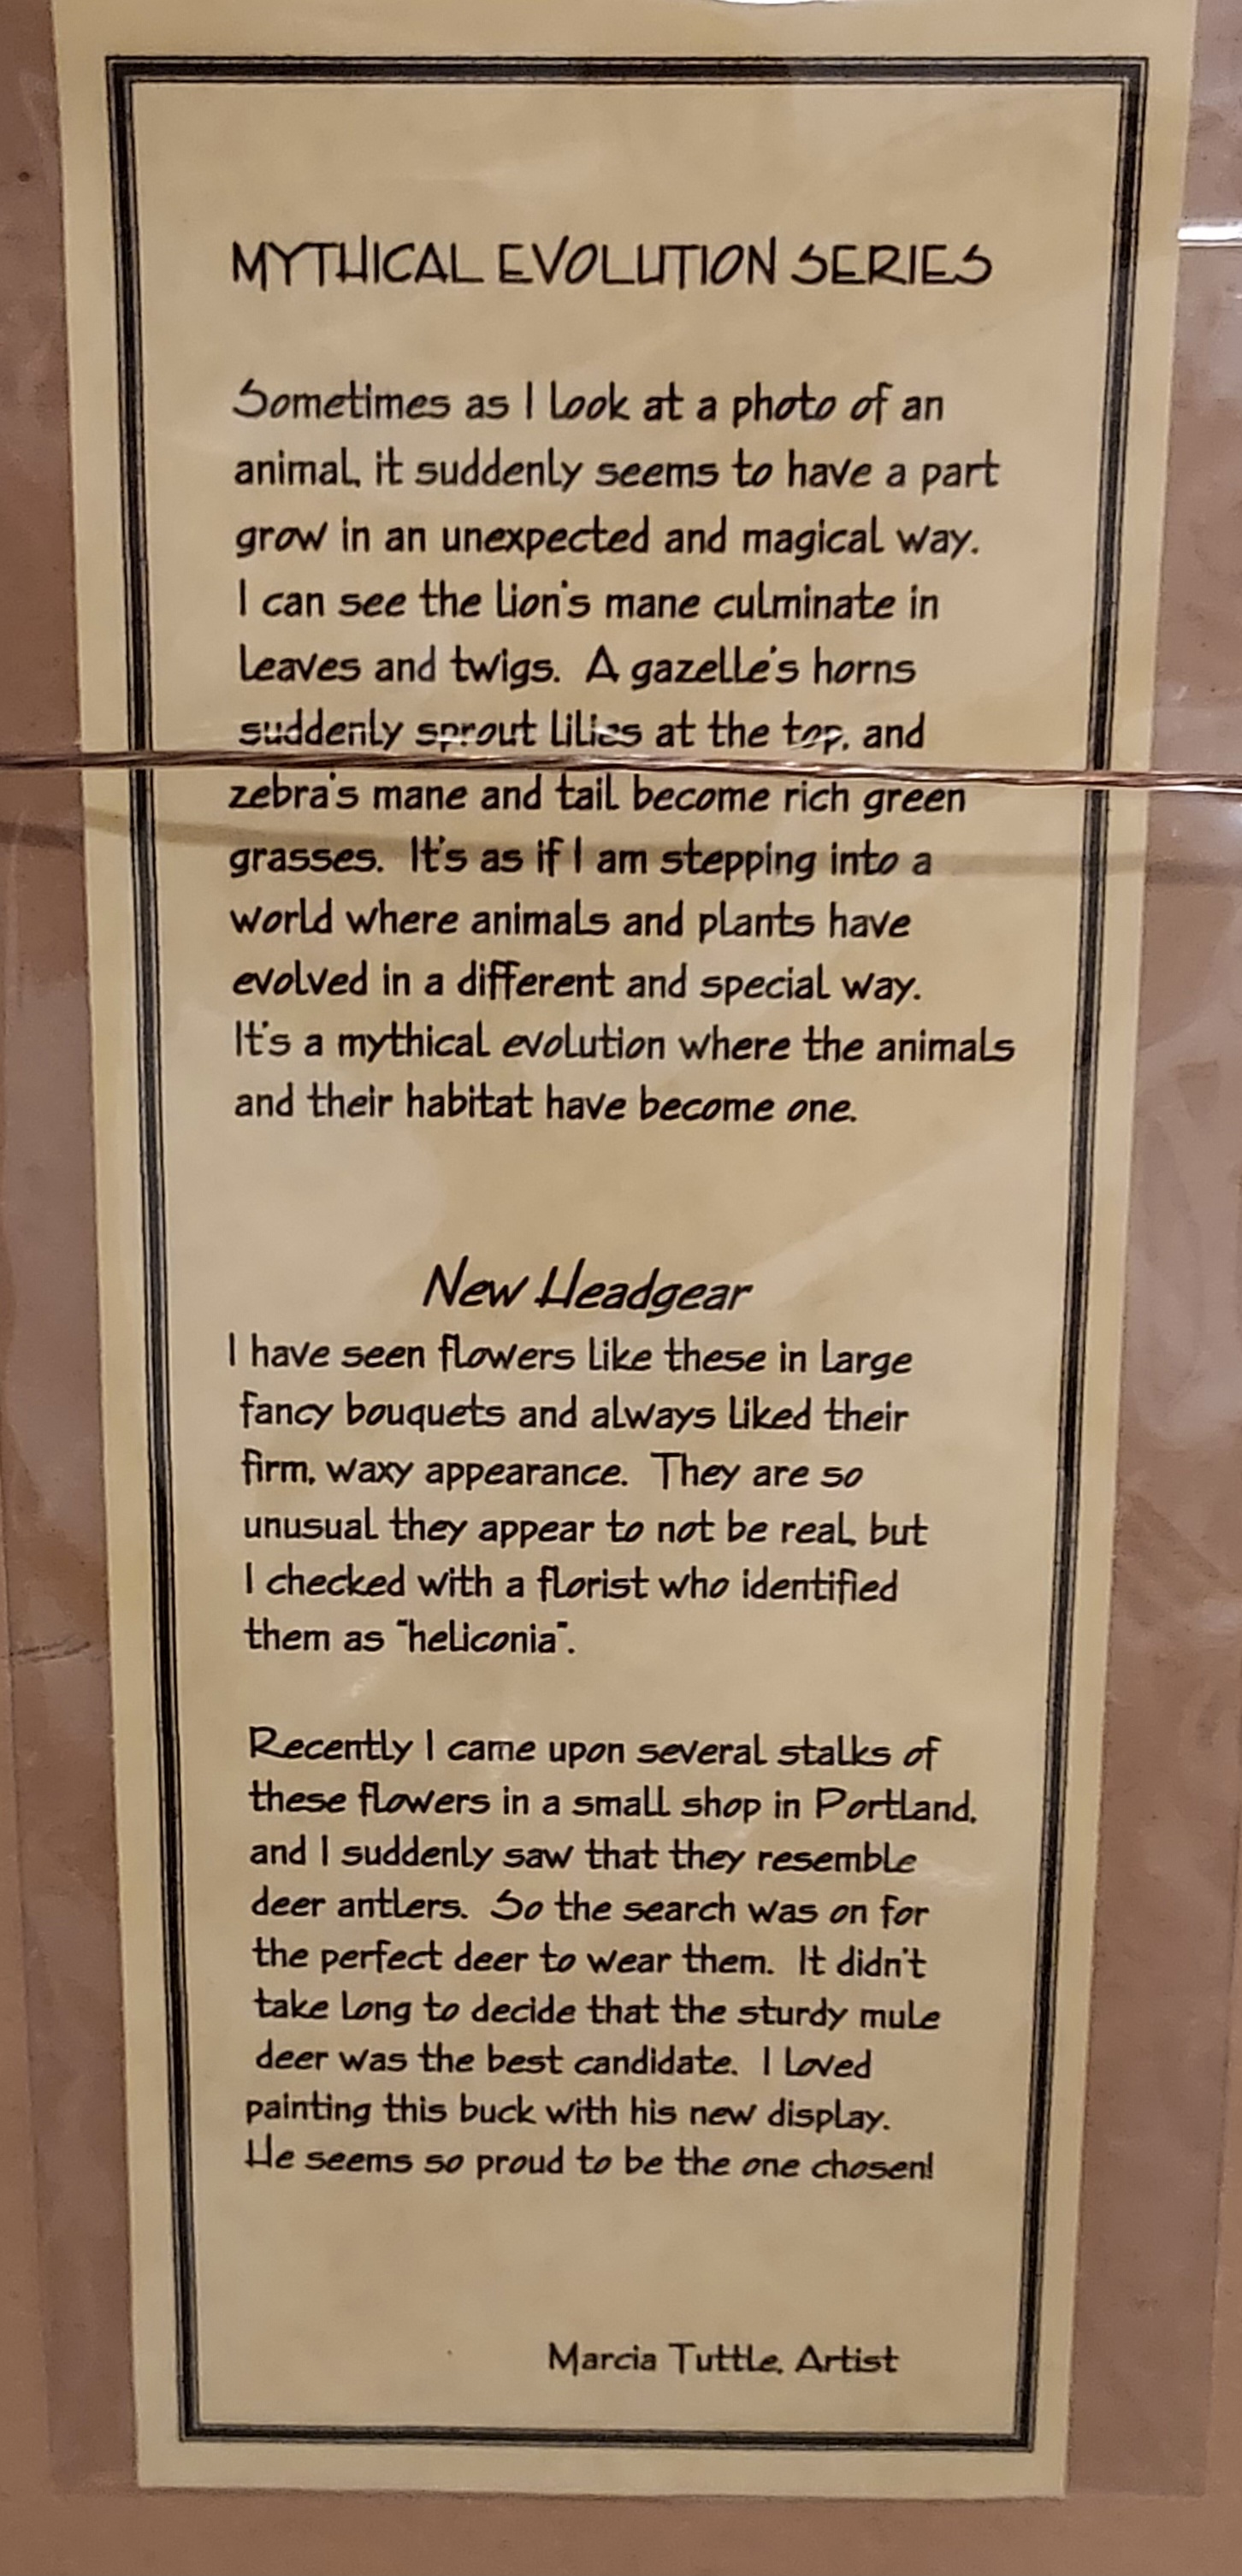 MYTHICAL EVOLUTION SERIES
Sometimes as I look at a photo of an
animal, it suddenly seems to have a part
grow in an unexpected and magical way.
I can see the lion's mane culminate in
leaves and twigs. A gazelle's horns
suddenly sprout lilies at the top, and
zebra's mane and tail become rich green
grasses. It's as if I am stepping into a
world where animals and plants have
evolved in a different and special way.
It's a mythical evolution where the animals
and their habitat have become one.
New Headgear
I have seen flowers like these in large
fancy bouquets and always liked their
firm, waxy appearance. They are so
unusual they appear to not be real, but
I checked with a florist who identified
them as "heliconia".
Recently I came upon several stalks of
these flowers in a small shop in Portland,
and I suddenly saw that they resemble
deer antlers. So the search was on for
the perfect deer to wear them. It didn't
take long to decide that the sturdy mule
deer was the best candidate. I loved
painting this buck with his new display.
He seems so proud to be the one chosen!
Marcia Tuttle, Artist